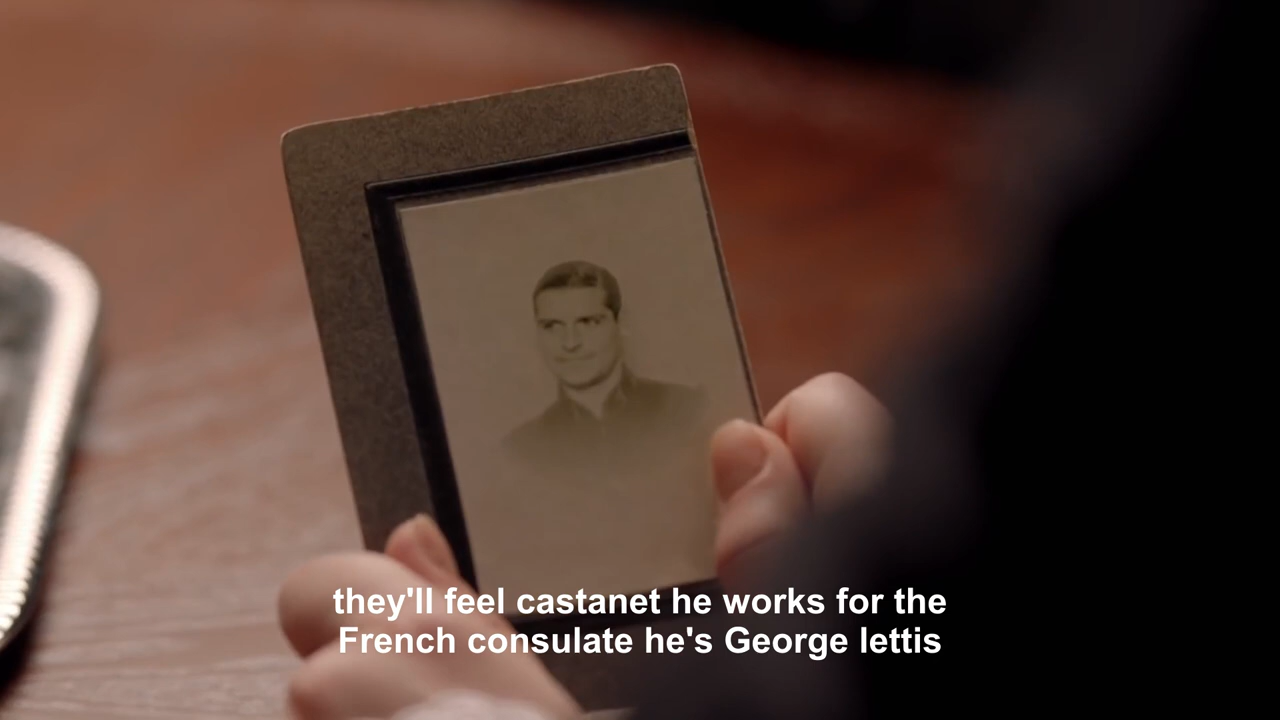 they'll feel castanet he works for the
French consulate he's George lettis